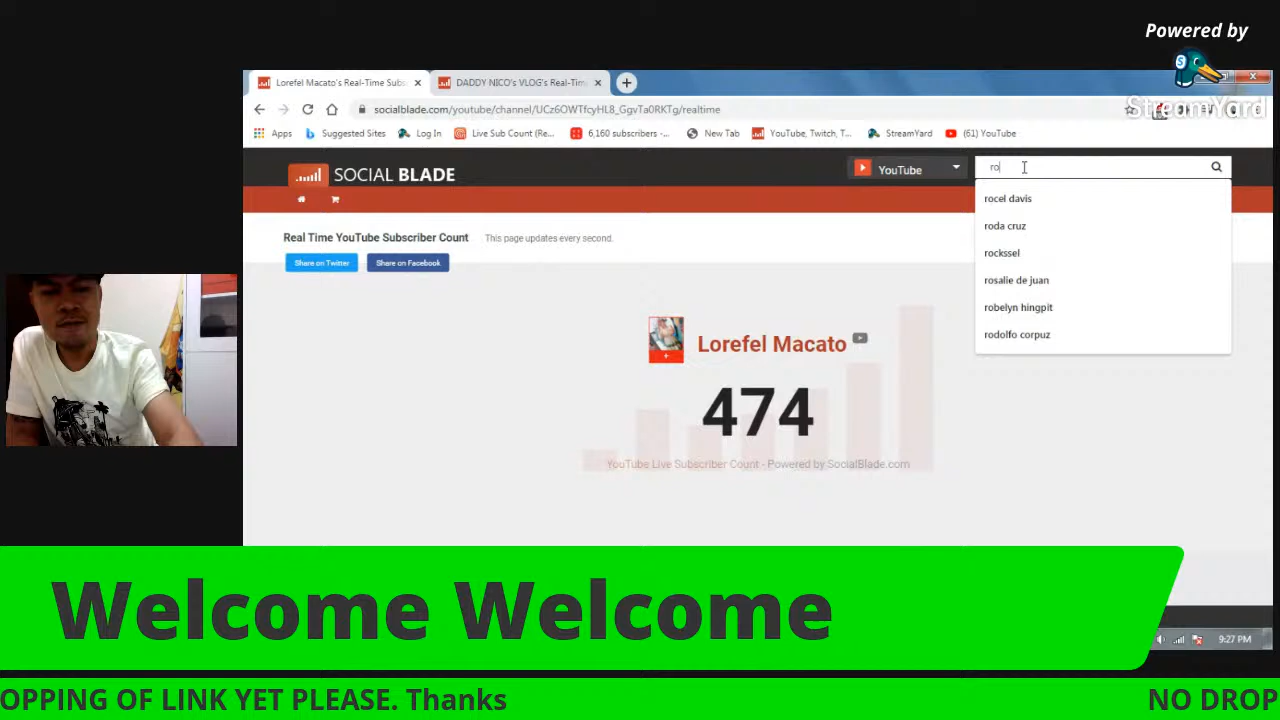 Powered by
StreamYard
Lorefel Macato's Real-Time Subs
DADDY NICO's VLOG's Real-Tim
socialblade.com/youtube/channel/UCz6OWTfcyHL8_GgvTa0RKTg/realtime
Apps Suggested Sites Log In Live Sub Count (Re... 6,160 subscribers -... New Tab YouTube, Twitch, T... StreamYard (61) YouTube
SOCIAL BLADE
YouTube
ro
rocel davis
roda cruz
rockssel
rosalie de juan
robelyn hingpit
rodolfo corpuz
Real Time YouTube Subscriber Count This page updates every second.
Share on Twitter Share on Facebook
Lorefel Macato
474
YouTube Live Subscriber Count - Powered by SocialBlade.com
Welcome Welcome
9:27 PM
OPPING OF LINK YET PLEASE. Thanks NO DROP